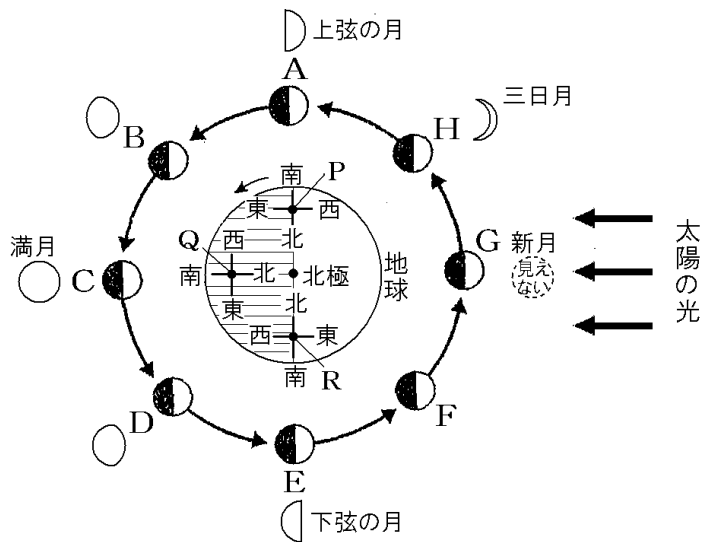 上弦の月
A
三日月
H
B
南
P
東
西
北
Q
西
南
北
東
北極
地球
G
新月
見え
ない
満月
C
太陽の光
北
西
東
南
R
D
F
E
下弦の月